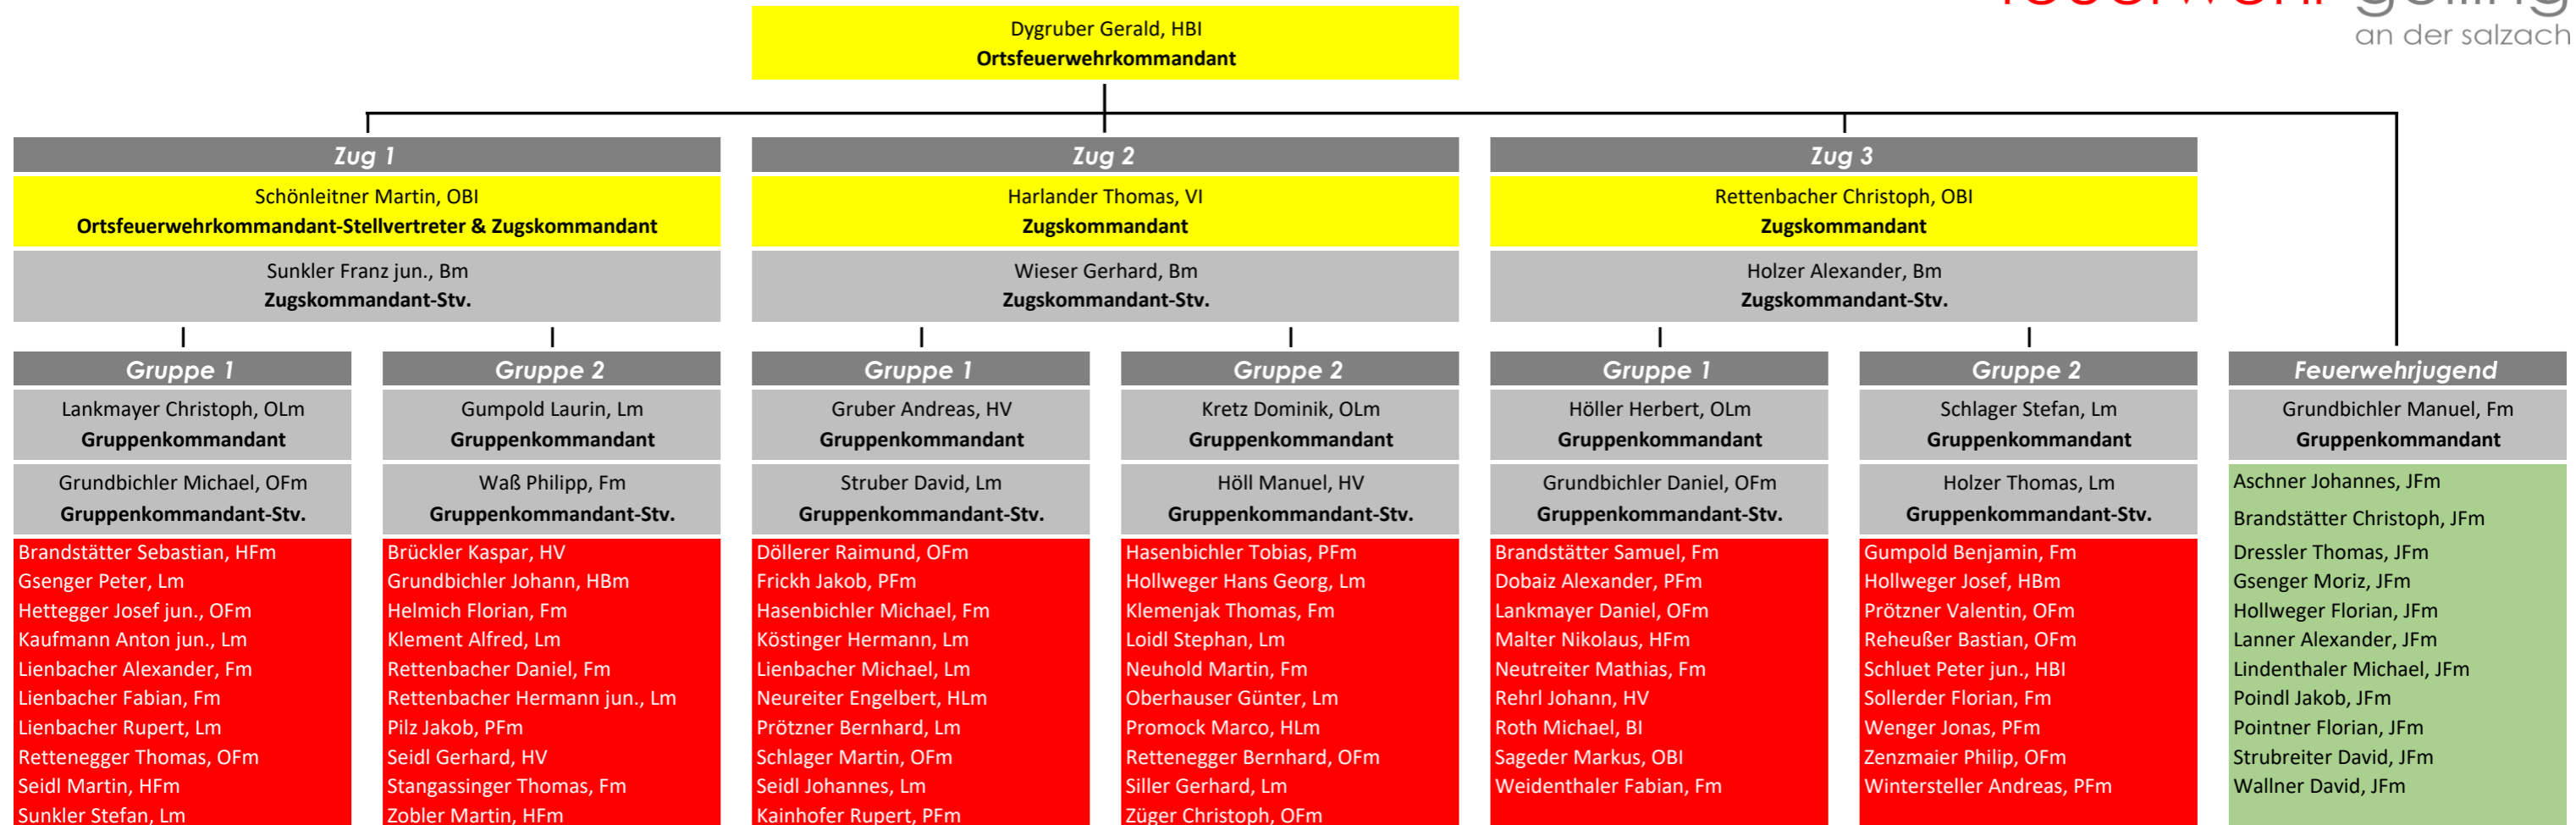 feuerwehr golling
an der salzach
Dygruber Gerald, HBI
Ortsfeuerwehrkommandant
Zug 1
Schönleitner Martin, OBI
Ortsfeuerwehrkommandant-Stellvertreter & Zugskommandant
Sunkler Franz jun., Bm
Zugskommandant-Stv.
Zug 2
Harlander Thomas, VI
Zugskommandant
Wieser Gerhard, Bm
Zugskommandant-Stv.
Zug 3
Rettenbacher Christoph, OBI
Zugskommandant
Holzer Alexander, Bm
Zugskommandant-Stv.
Gruppe 1
Lankmayer Christoph, OLm
Gruppenkommandant
Grundbichler Michael, OFm
Gruppenkommandant-Stv.
Brandstätter Sebastian, HFm
Gsenger Peter, Lm
Hettegger Josef jun., OFm
Kaufmann Anton jun., Lm
Lienbacher Alexander, Fm
Lienbacher Fabian, Fm
Lienbacher Rupert, Lm
Rettenegger Thomas, OFm
Seidl Martin, HFm
Sunkler Stefan, Lm
Gruppe 2
Gumpold Laurin, Lm
Gruppenkommandant
Waß Philipp, Fm
Gruppenkommandant-Stv.
Brückler Kaspar, HV
Grundbichler Johann, HBm
Helmich Florian, Fm
Klement Alfred, Lm
Rettenbacher Daniel, Fm
Rettenbacher Hermann jun., Lm
Pilz Jakob, PFm
Seidl Gerhard, HV
Stangassinger Thomas, Fm
Zobler Martin, HFm
Gruppe 1
Gruber Andreas, HV
Gruppenkommandant
Struber David, Lm
Gruppenkommandant-Stv.
Döllerer Raimund, OFm
Frickh Jakob, PFm
Hasenbichler Michael, Fm
Köstinger Hermann, Lm
Lienbacher Michael, Lm
Neureiter Engelbert, HLm
Prötzner Bernhard, Lm
Schlager Martin, OFm
Seidl Johannes, Lm
Kainhofer Rupert, PFm
Gruppe 2
Kretz Dominik, OLm
Gruppenkommandant
Höll Manuel, HV
Gruppenkommandant-Stv.
Hasenbichler Tobias, PFm
Hollweger Hans Georg, Lm
Klemenjak Thomas, Fm
Loidl Stephan, Lm
Neuhold Martin, Fm
Oberhauser Günter, Lm
Promock Marco, HLm
Rettenegger Bernhard, OFm
Siller Gerhard, Lm
Züger Christoph, OFm
Gruppe 1
Höller Herbert, OLm
Gruppenkommandant
Grundbichler Daniel, OFm
Gruppenkommandant-Stv.
Brandstätter Samuel, Fm
Dobaiz Alexander, PFm
Lankmayer Daniel, OFm
Malter Nikolaus, HFm
Neutreiter Mathias, Fm
Rehrl Johann, HV
Roth Michael, BI
Sageder Markus, OBI
Weidenthaler Fabian, Fm
Gruppe 2
Schlager Stefan, Lm
Gruppenkommandant
Holzer Thomas, Lm
Gruppenkommandant-Stv.
Gumpold Benjamin, Fm
Hollweger Josef, HBm
Prötzner Valentin, OFm
Reheußer Bastian, OFm
Schluet Peter jun., HBI
Sollerder Florian, Fm
Wenger Jonas, PFm
Zenzmaier Philip, OFm
Wintersteller Andreas, PFm
Feuerwehrjugend
Grundbichler Manuel, Fm
Gruppenkommandant
Aschner Johannes, JFm
Brandstätter Christoph, JFm
Dressler Thomas, JFm
Gsenger Moriz, JFm
Hollweger Florian, JFm
Lanner Alexander, JFm
Lindenthaler Michael, JFm
Poindl Jakob, JFm
Pointner Florian, JFm
Strubreiter David, JFm
Wallner David, JFm